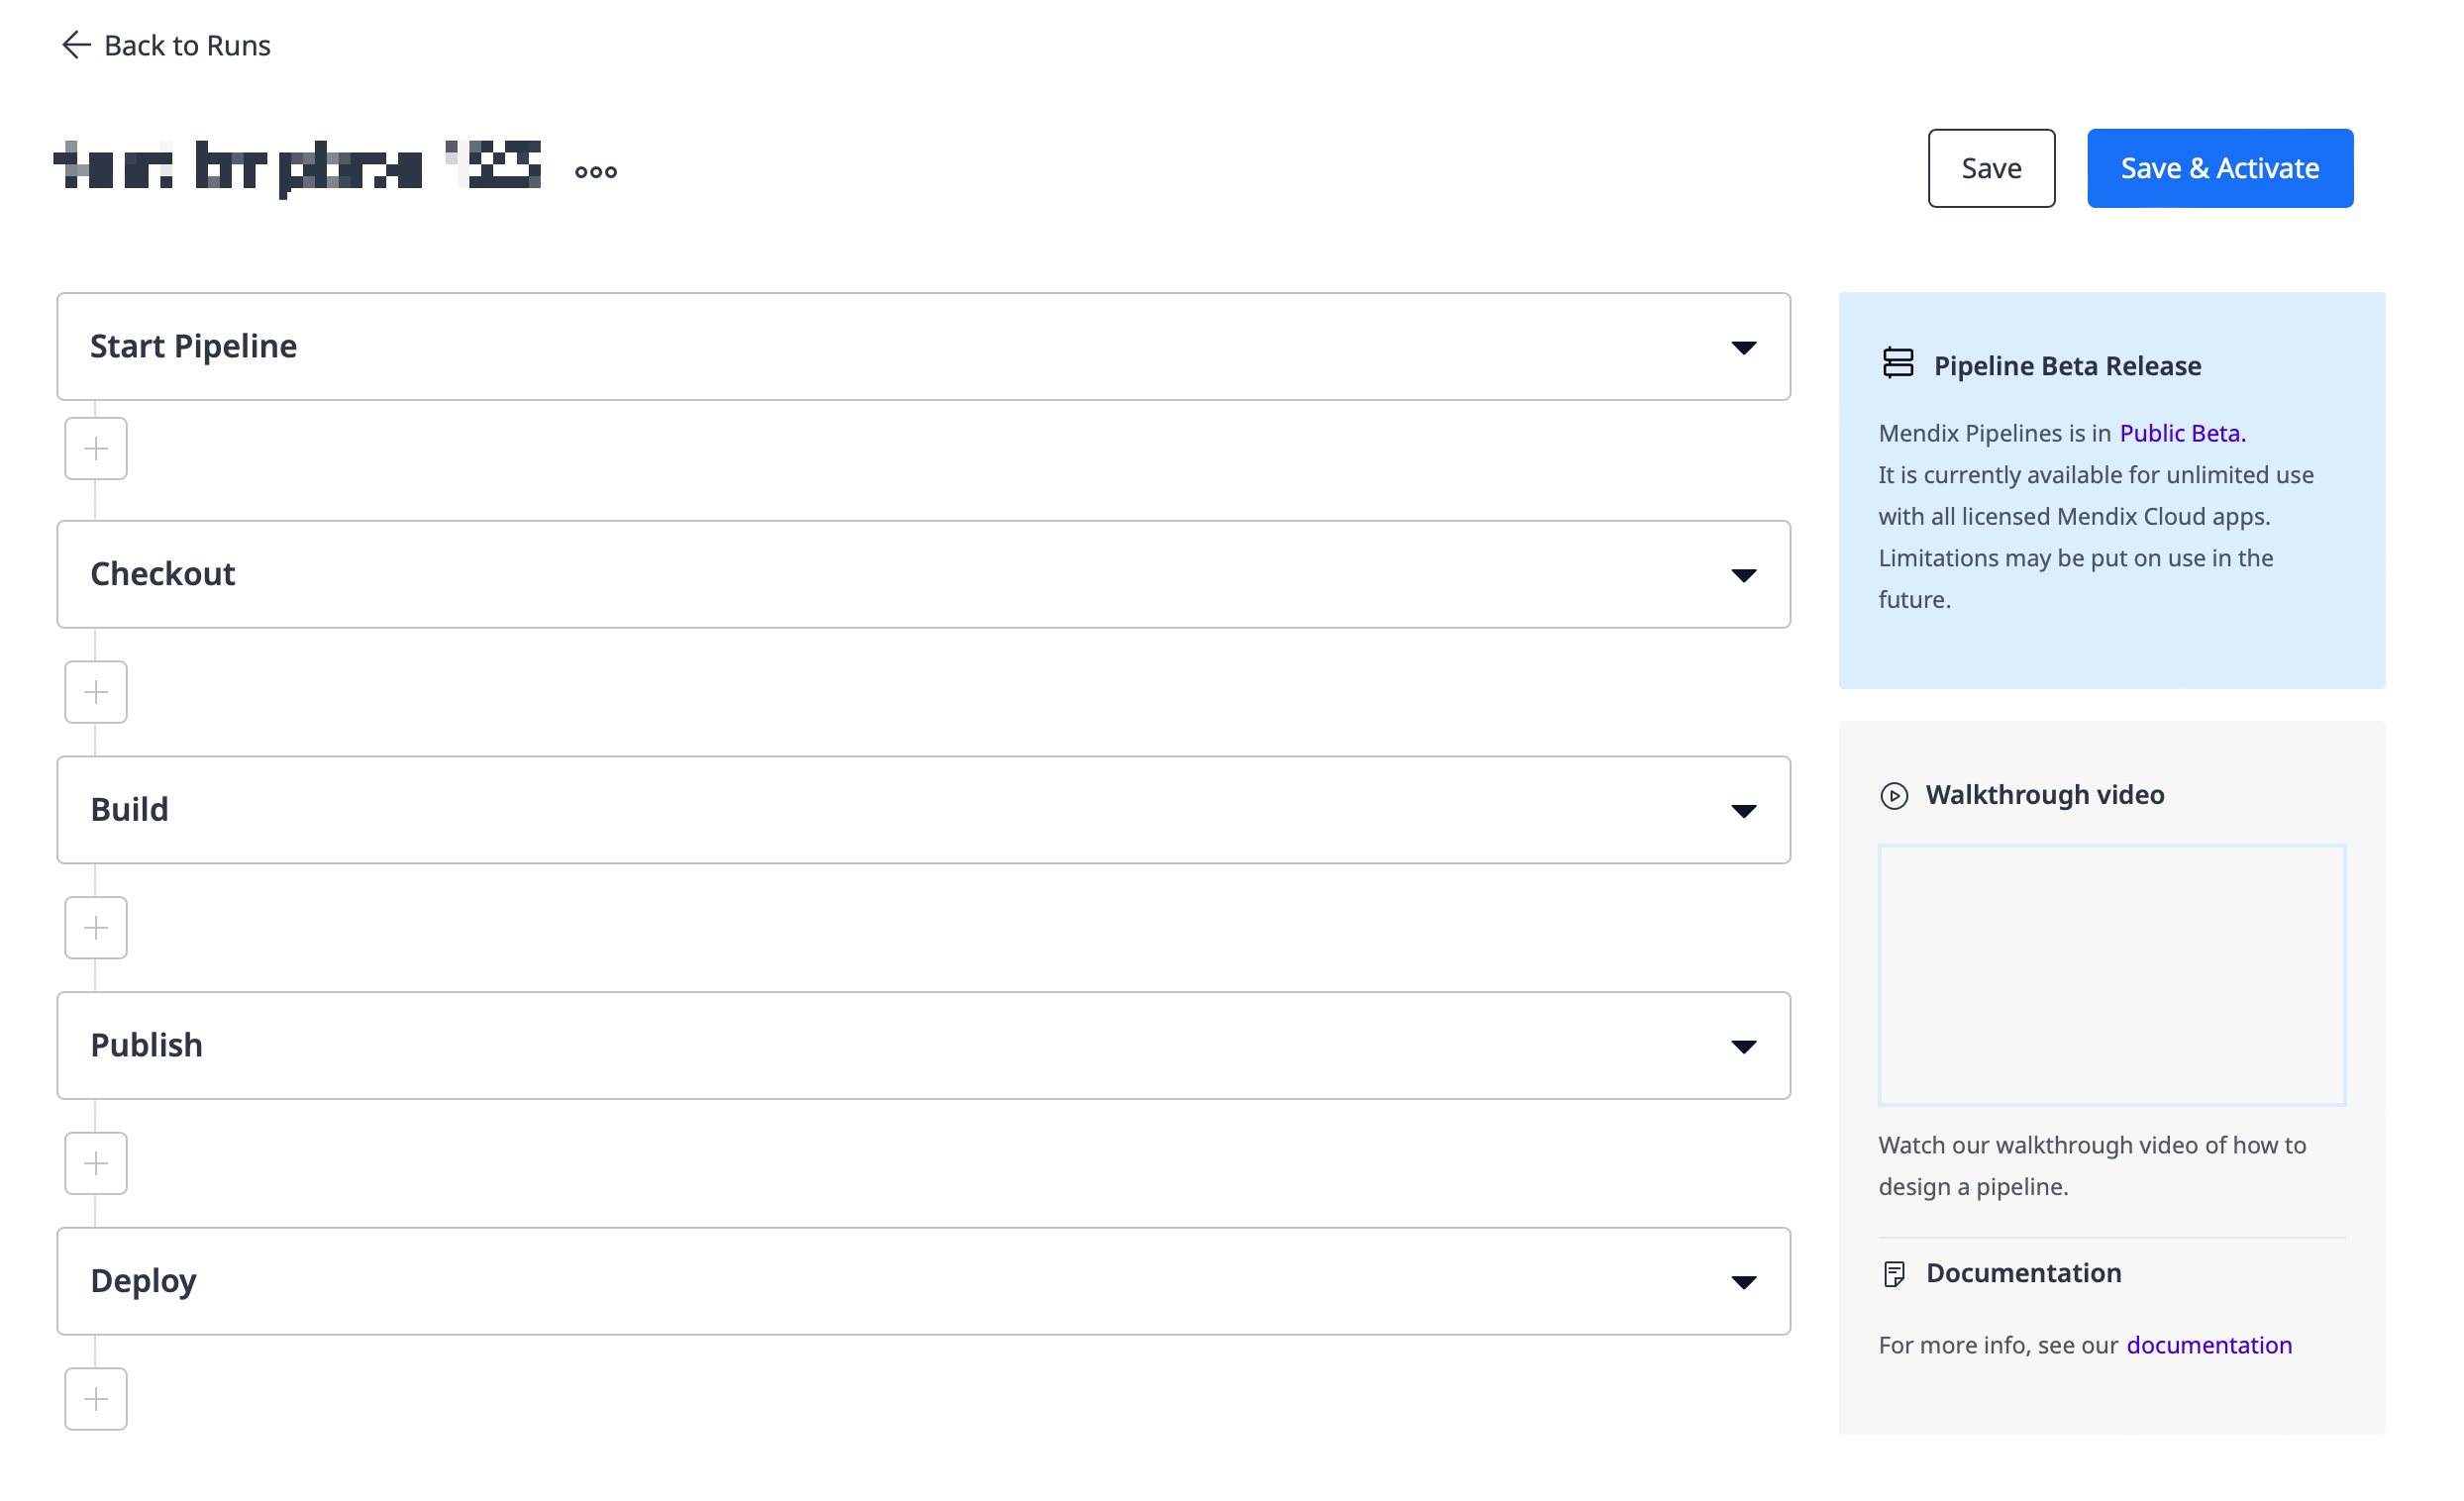 Back to Runs
Save
Save & Activate
Start Pipeline
Checkout
Build
Publish
Deploy
Pipeline Beta Release
Mendix Pipelines is in Public Beta.
It is currently available for unlimited use
with all licensed Mendix Cloud apps.
Limitations may be put on use in the
future.
Walkthrough video
Watch our walkthrough video of how to
design a pipeline.
Documentation
For more info, see our documentation